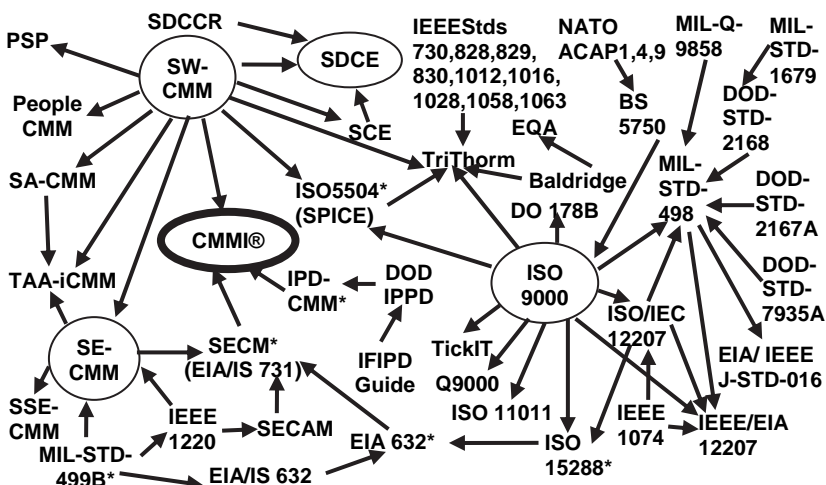 SDCCR
PSP
SW-
CMM
SDCE
People
CMM
SCE
SA-CMM
IEEEStds
730,828,829,
830,1012,1016,
1028,1058,1063
NATO
ACAP1,4,9
MIL-Q-
9858
MIL-
STD-
1679
BS
5750
DOD-
STD-
2168
EQA
TriThorm
Baldridge
MIL-
STD-
498
DOD-
STD-
2167A
ISO5504*
(SPICE)
DO 178B
CMMI®
TAA-iCMM
IPD-
CMM*
DOD
IPPD
ISO
9000
DOD-
STD-
7935A
ISO/IEC
12207
SE-
CMM
SECM*
(EIA/IS 731)
IFIPD
Guide
TickIT
Q9000
ISO 11011
EIA/ IEEE
J-STD-016
SSE-
CMM
IEEE
1220
SECAM
EIA 632*
ISO
15288*
IEEE
1074
IEEE/EIA
12207
MIL-STD-
499B*
EIA/IS 632